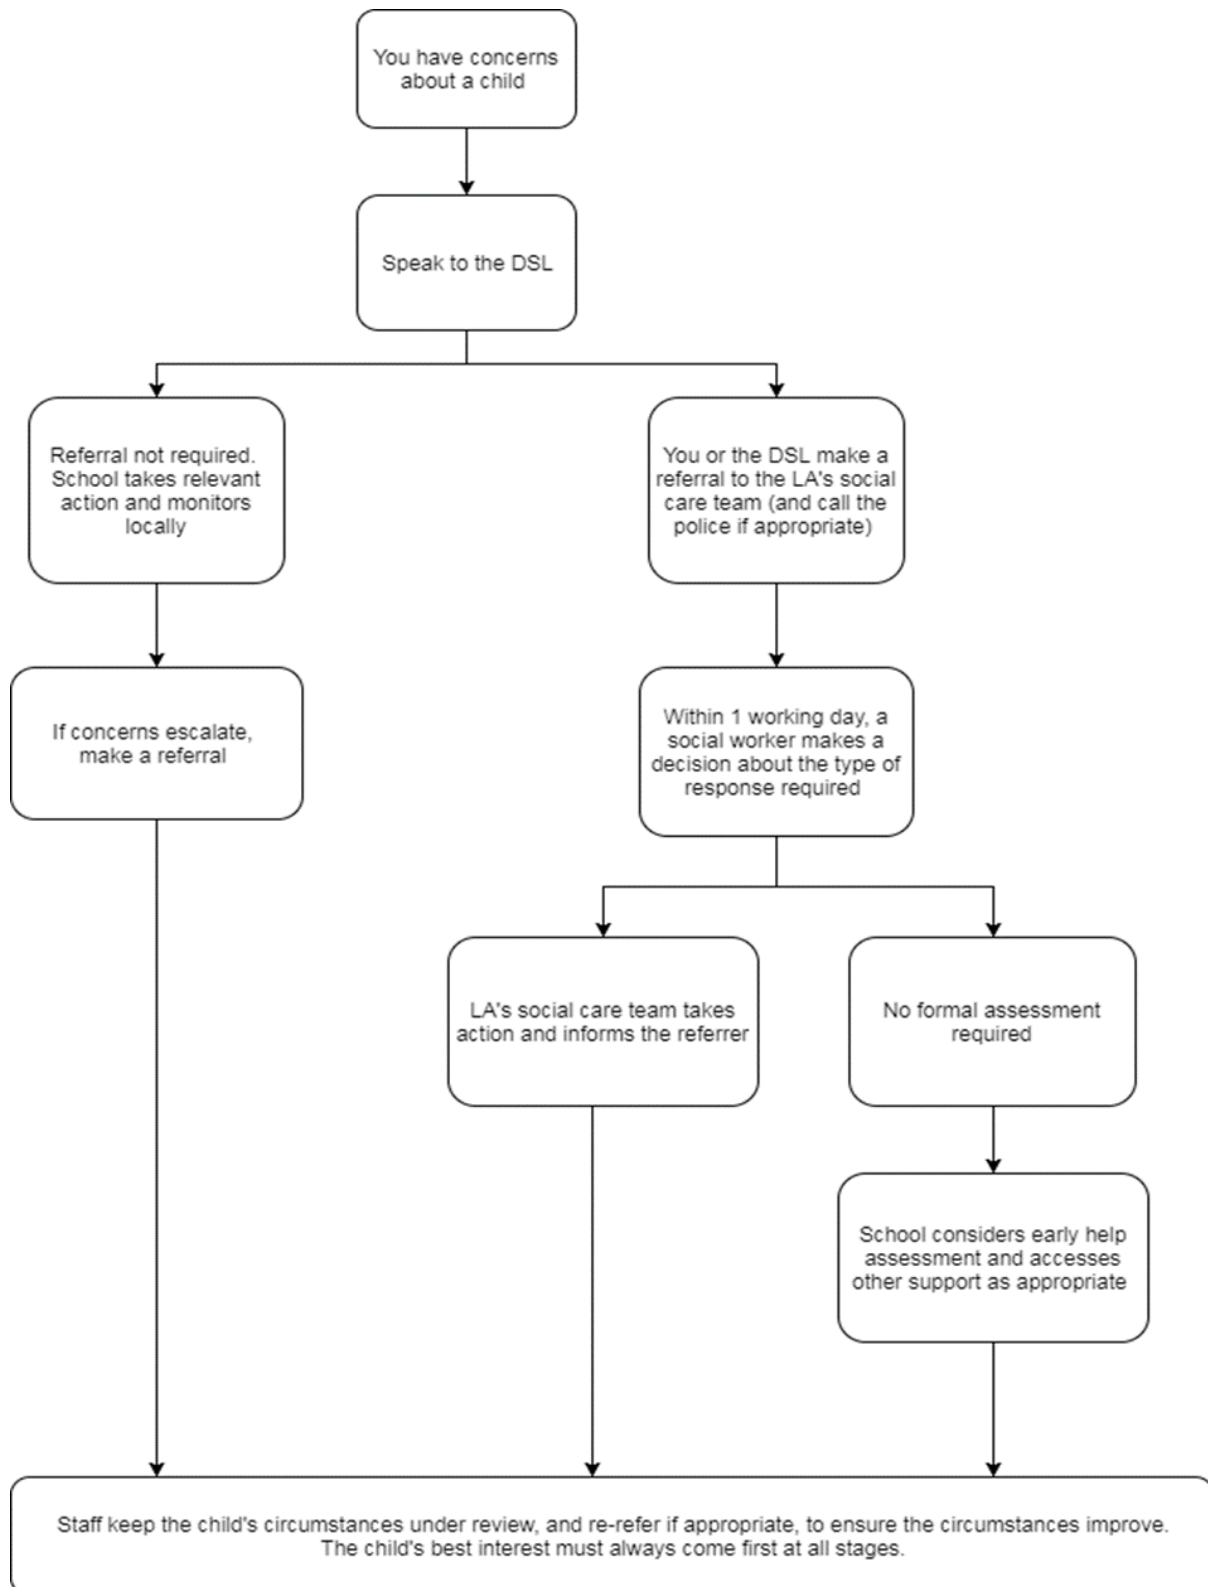 You have concerns
about a child
Speak to the DSL
Referral not required.
School takes relevant
action and monitors
locally
You or the DSL make a
referral to the LA's social
care team (and call the
police if appropriate)
If concerns escalate,
make a referral
Within 1 working day, a
social worker makes a
decision about the type of
response required
LA's social care team takes
action and informs the referrer
No formal assessment
required
School considers early help
assessment and accesses
other support as appropriate
Staff keep the child's circumstances under review, and re-refer if appropriate, to ensure the circumstances improve.
The child's best interest must always come first at all stages.